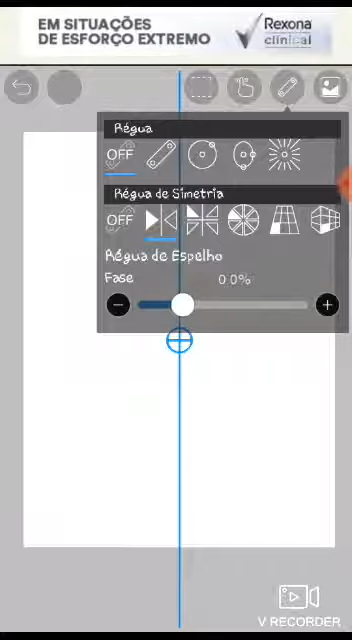 EM SITUAÇÕES
DE ESFORÇO EXTREMO
Rexona
clinical
Régua
OFF
Régua de Simetria
OFF
Régua de Espelho
Fase 0.0%
V RECORDER